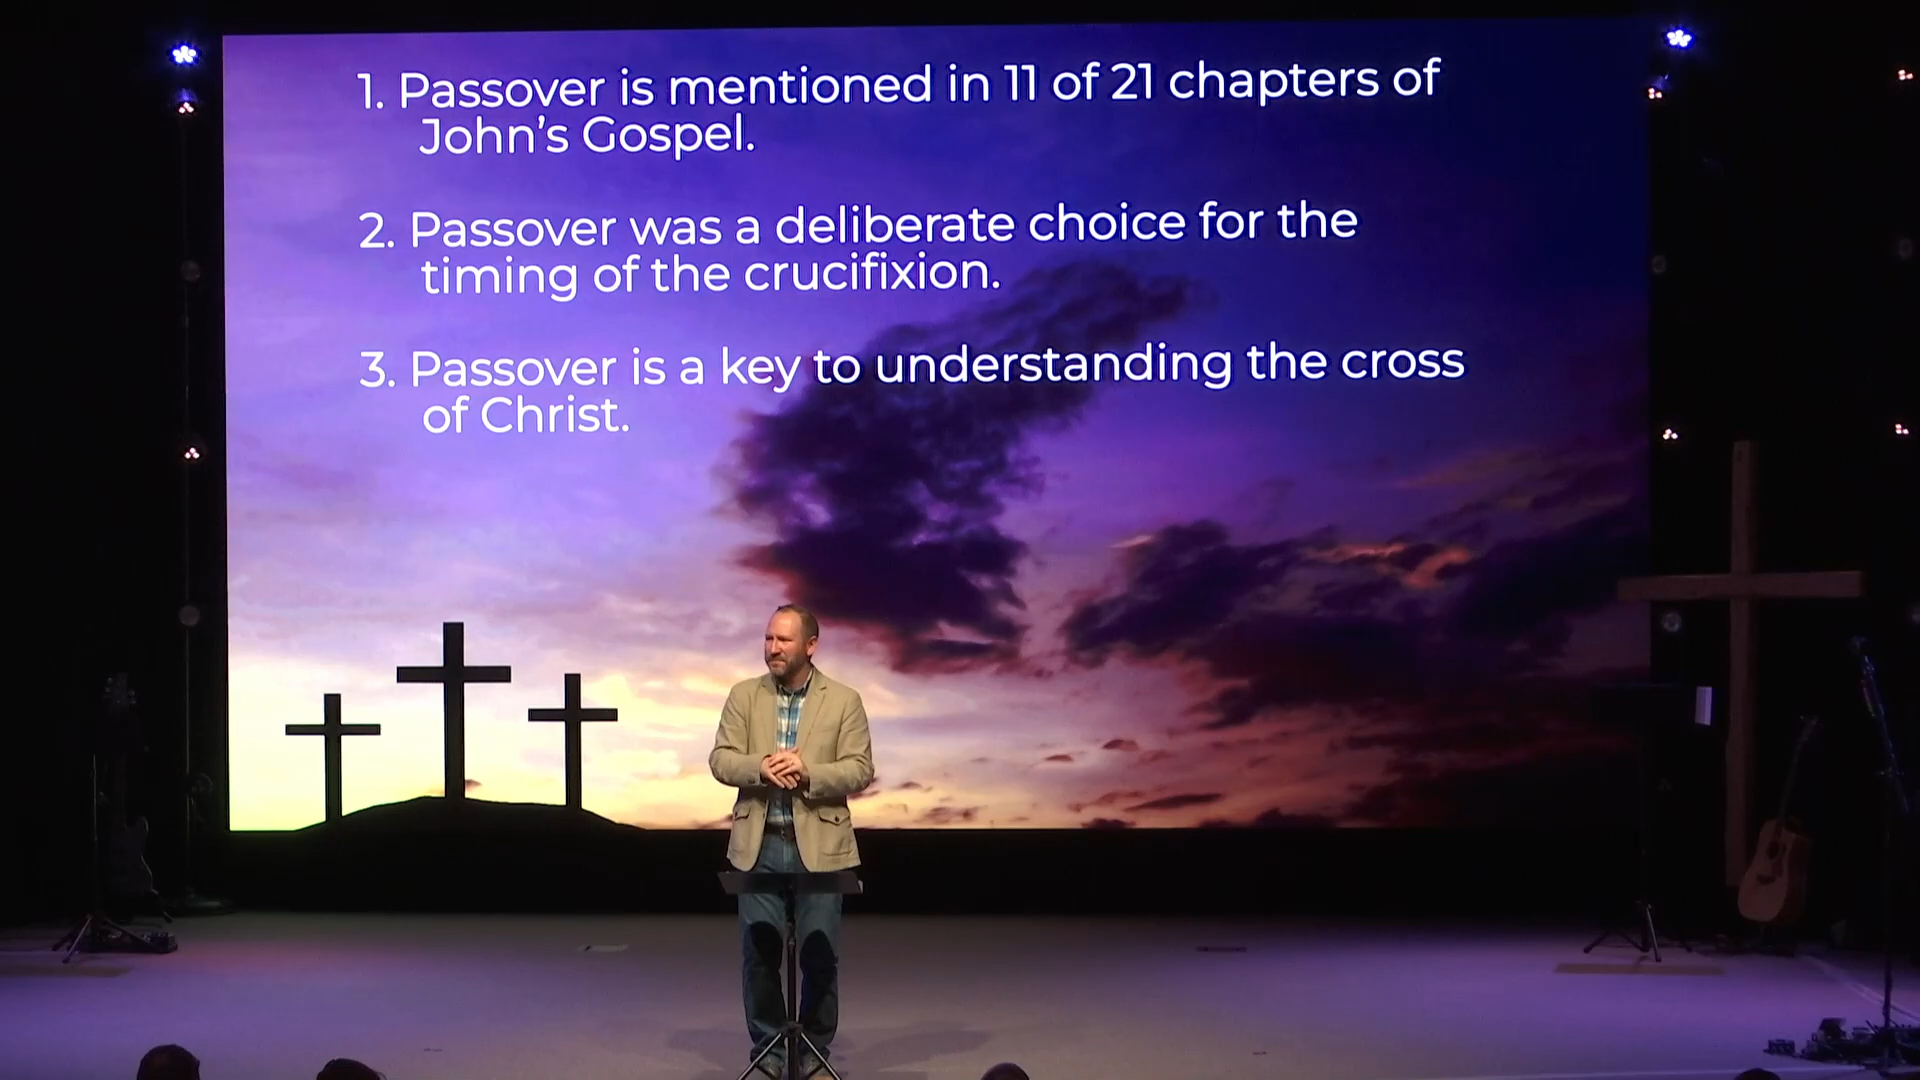 1. Passover is mentioned in 11 of 21 chapters of
John’s Gospel.
2. Passover was a deliberate choice for the
timing of the crucifixion.
3. Passover is a key to understanding the cross
of Christ.